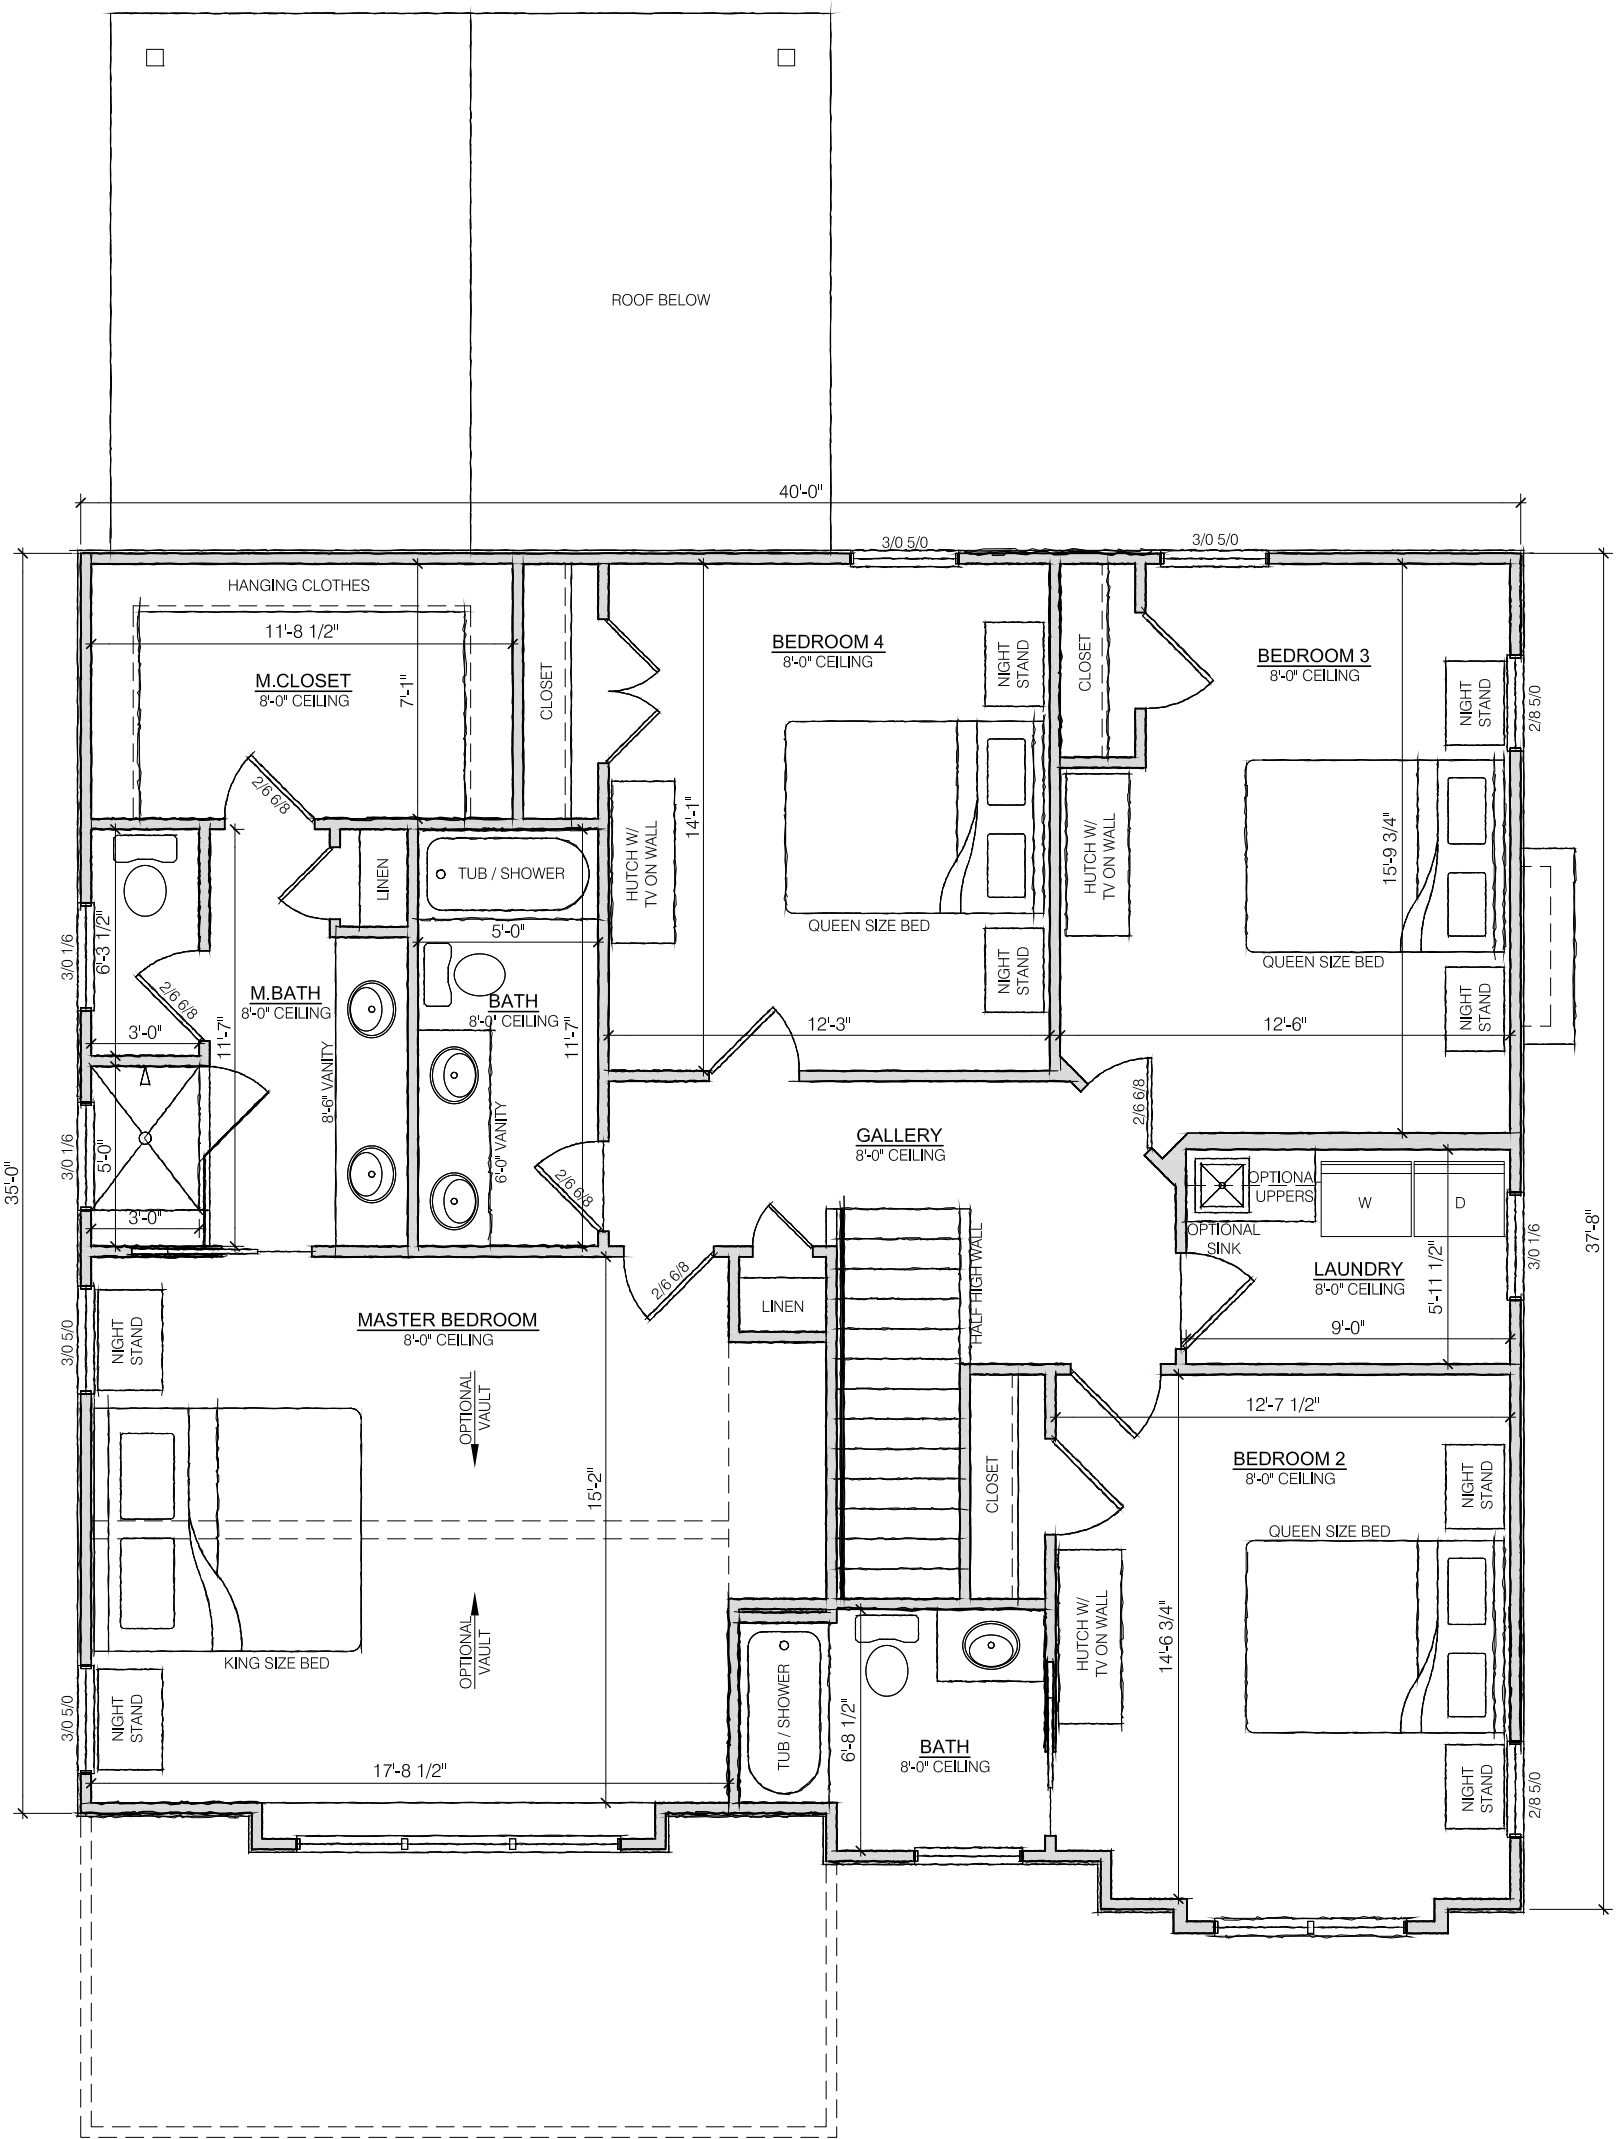 ROOF BELOW
40'-0"
3/0 5/0
3/0 5/0
HANGING CLOTHES
11'-8 1/2"
M.CLOSET
8'-0" CEILING
7'-1"
CLOSET
BEDROOM 4
8'-0" CEILING
NIGHT
STAND
CLOSET
BEDROOM 3
8'-0" CEILING
NIGHT
STAND
2/8 5/0
2/6 6/8
HUTCH W/
TV ON WALL
14'-1"
QUEEN SIZE BED
HUTCH W/
TV ON WALL
15'-9 3/4"
QUEEN SIZE BED
LINEN
TUB / SHOWER
5'-0"
3/0 1/6
6'-3 1/2"
2/6 6/8
3'-0"
M.BATH
8'-0" CEILING
11'-7"
8'-6" VANITY
BATH
8'-0' CEILING
11'-7"
6'-0" VANITY
NIGHT
STAND
12'-3"
12'-6"
NIGHT
STAND
2/6 6/8
GALLERY
8'-0" CEILING
35'-0"
3/0 1/6
5'-0"
3'-0"
2/6 6/8
OPTIONAL
UPPERS
W
D
OPTIONAL
SINK
HALF HIGH WALL
LAUNDRY
8'-0" CEILING
5'-11 1/2"
9'-0"
3/0 1/6
37'-8"
2/6 6/8
LINEN
3/0 5/0
NIGHT
STAND
MASTER BEDROOM
8'-0" CEILING
OPTIONAL
VAULT
15'-2"
12'-7 1/2"
CLOSET
BEDROOM 2
8'-0" CEILING
NIGHT
STAND
QUEEN SIZE BED
KING SIZE BED
OPTIONAL
VAULT
3/0 5/0
NIGHT
STAND
17'-8 1/2"
TUB / SHOWER
6'-8 1/2"
BATH
8'-0" CEILING
HUTCH W/
TV ON WALL
14'-6 3/4"
NIGHT
STAND
2/8 5/0